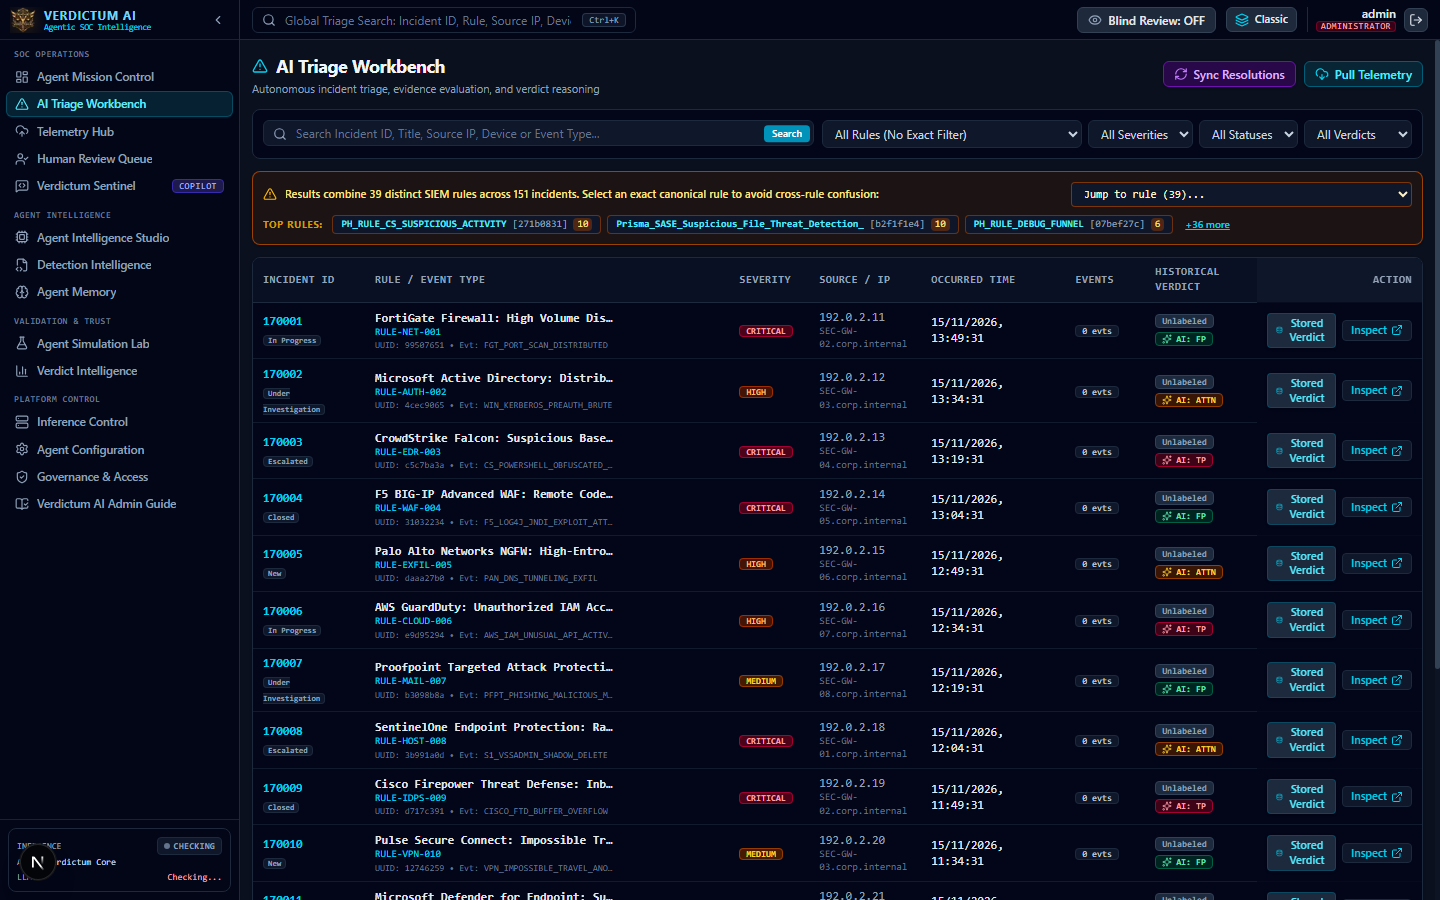 VERDICTUM AI
Agentic SOC Intelligence
Global Triage Search: Incident ID, Rule, Source IP, Devic
Ctrl+K
Blind Review: OFF
Classic
admin
ADMINISTRATOR
SOC OPERATIONS
Agent Mission Control
AI Triage Workbench
Telemetry Hub
Human Review Queue
Verdictum Sentinel
COPILOT
AGENT INTELLIGENCE
Agent Intelligence Studio
Detection Intelligence
Agent Memory
VALIDATION & TRUST
Agent Simulation Lab
Verdict Intelligence
PLATFORM CONTROL
Inference Control
Agent Configuration
Governance & Access
Verdictum AI Admin Guide
CHECKING
rdictum Core
Checking...
N
AI Triage Workbench
Autonomous incident triage, evidence evaluation, and verdict reasoning
Sync Resolutions
Pull Telemetry
Search Incident ID, Title, Source IP, Device or Event Type...
Search
All Rules (No Exact Filter)
All Severities
All Statuses
All Verdicts
Results combine 39 distinct SIEM rules across 151 incidents. Select an exact canonical rule to avoid cross-rule confusion:
Jump to rule (39)...
TOP RULES:
PH_RULE_CS_SUSPICIOUS_ACTIVITY [271b0831] 10
Prisma_SASE_Suspicious_File_Threat_Detection_ [b2f1f1e4] 10
PH_RULE_DEBUG_FUNNEL [07bef27c] 6
+36 more
INCIDENT ID
RULE / EVENT TYPE
SEVERITY
SOURCE / IP
OCCURRED TIME
EVENTS
HISTORICAL VERDICT
ACTION
170001
In Progress
FortiGate Firewall: High Volume Dis…
RULE-NET-001
UUID: 99507651 • Evt: FGT_PORT_SCAN_DISTRIBUTED
CRITICAL
192.0.2.11
SEC-GW-02.corp.internal
15/11/2026, 13:49:31
0 evts
Unlabeled
AI: FP
Stored Verdict
Inspect
170002
Under Investigation
Microsoft Active Directory: Distrib…
RULE-AUTH-002
UUID: 4cec9065 • Evt: WIN_KERBEROS_PREAUTH_BRUTE
HIGH
192.0.2.12
SEC-GW-03.corp.internal
15/11/2026, 13:34:31
0 evts
Unlabeled
AI: ATTN
Stored Verdict
Inspect
170003
Escalated
CrowdStrike Falcon: Suspicious Base…
RULE-EDR-003
UUID: c5c7ba3a • Evt: CS_POWERSHELL_OBFUSCATED_…
CRITICAL
192.0.2.13
SEC-GW-04.corp.internal
15/11/2026, 13:19:31
0 evts
Unlabeled
AI: TP
Stored Verdict
Inspect
170004
Closed
F5 BIG-IP Advanced WAF: Remote Code…
RULE-WAF-004
UUID: 31032234 • Evt: F5_LOG4J_JNDI_EXPLOIT_ATT…
CRITICAL
192.0.2.14
SEC-GW-05.corp.internal
15/11/2026, 13:04:31
0 evts
Unlabeled
AI: FP
Stored Verdict
Inspect
170005
New
Palo Alto Networks NGFW: High-Entro…
RULE-EXFIL-005
UUID: daaa27b0 • Evt: PAN_DNS_TUNNELING_EXFIL
HIGH
192.0.2.15
SEC-GW-06.corp.internal
15/11/2026, 12:49:31
0 evts
Unlabeled
AI: ATTN
Stored Verdict
Inspect
170006
In Progress
AWS GuardDuty: Unauthorized IAM Acc…
RULE-CLOUD-006
UUID: e9d95294 • Evt: AWS_IAM_UNUSUAL_API_ACTIV…
HIGH
192.0.2.16
SEC-GW-07.corp.internal
15/11/2026, 12:34:31
0 evts
Unlabeled
AI: TP
Stored Verdict
Inspect
170007
Under Investigation
Proofpoint Targeted Attack Protecti…
RULE-MAIL-007
UUID: b3098b8a • Evt: PFPT_PHISHING_MALICIOUS_M…
MEDIUM
192.0.2.17
SEC-GW-08.corp.internal
15/11/2026, 12:19:31
0 evts
Unlabeled
AI: FP
Stored Verdict
Inspect
170008
Escalated
SentinelOne Endpoint Protection: Ra…
RULE-HOST-008
UUID: 3b991a0d • Evt: S1_VSSADMIN_SHADOW_DELETE
CRITICAL
192.0.2.18
SEC-GW-01.corp.internal
15/11/2026, 12:04:31
0 evts
Unlabeled
AI: ATTN
Stored Verdict
Inspect
170009
Closed
Cisco Firepower Threat Defense: Inb…
RULE-IDPS-009
UUID: d717c391 • Evt: CISCO_FTD_BUFFER_OVERFLOW
CRITICAL
192.0.2.19
SEC-GW-02.corp.internal
15/11/2026, 11:49:31
0 evts
Unlabeled
AI: TP
Stored Verdict
Inspect
170010
New
Pulse Secure Connect: Impossible Tr…
RULE-VPN-010
UUID: 12746259 • Evt: VPN_IMPOSSIBLE_TRAVEL_ANO…
MEDIUM
192.0.2.20
SEC-GW-03.corp.internal
15/11/2026, 11:34:31
0 evts
Unlabeled
AI: FP
Stored Verdict
Inspect
170011
Microsoft Defender for Endpoint: Su…
192.0.2.21
15/11/2026,
Unlabeled